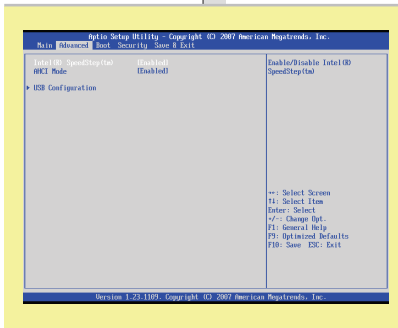 Aptio Setup Utility - Copyright (C) 2007 American Megatrends, Inc.
Main Advanced Boot Security Save & Exit
Intel(R) SpeedStep(tm) [Enabled]
AHCI Mode [Enabled]
USB Configuration
Enable/Disable Intel(R)
SpeedStep(tm)
→←: Select Screen
↑↓: Select Item
Enter: Select
+/-: Change Opt.
F1: General Help
F9: Optimized Defaults
F10: Save ESC: Exit
Version 1.23.1109. Copyright (C) 2007 American Megatrends, Inc.